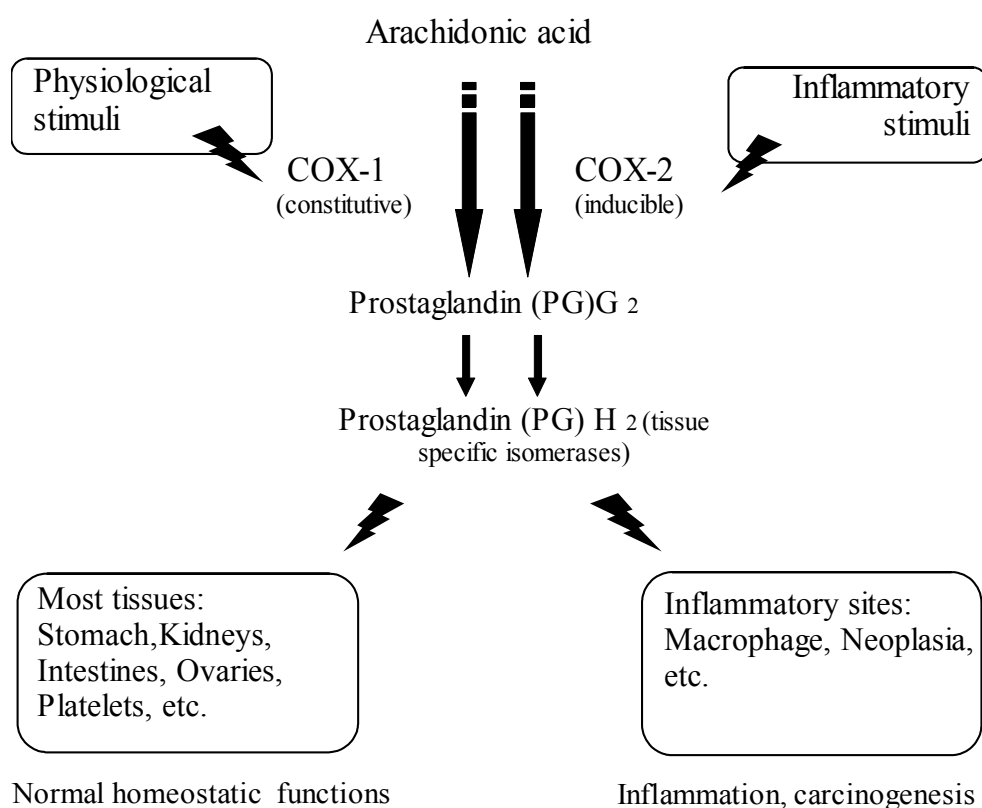 Arachidonic acid
Physiological
stimuli
Inflammatory
stimuli
COX-1
(constitutive)
COX-2
(inducible)
Prostaglandin (PG)G 2
Prostaglandin (PG) H 2 (tissue
specific isomerases)
Most tissues:
Stomach,Kidneys,
Intestines, Ovaries,
Platelets, etc.
Inflammatory sites:
Macrophage, Neoplasia,
etc.
Normal homeostatic functions
Inflammation, carcinogenesis